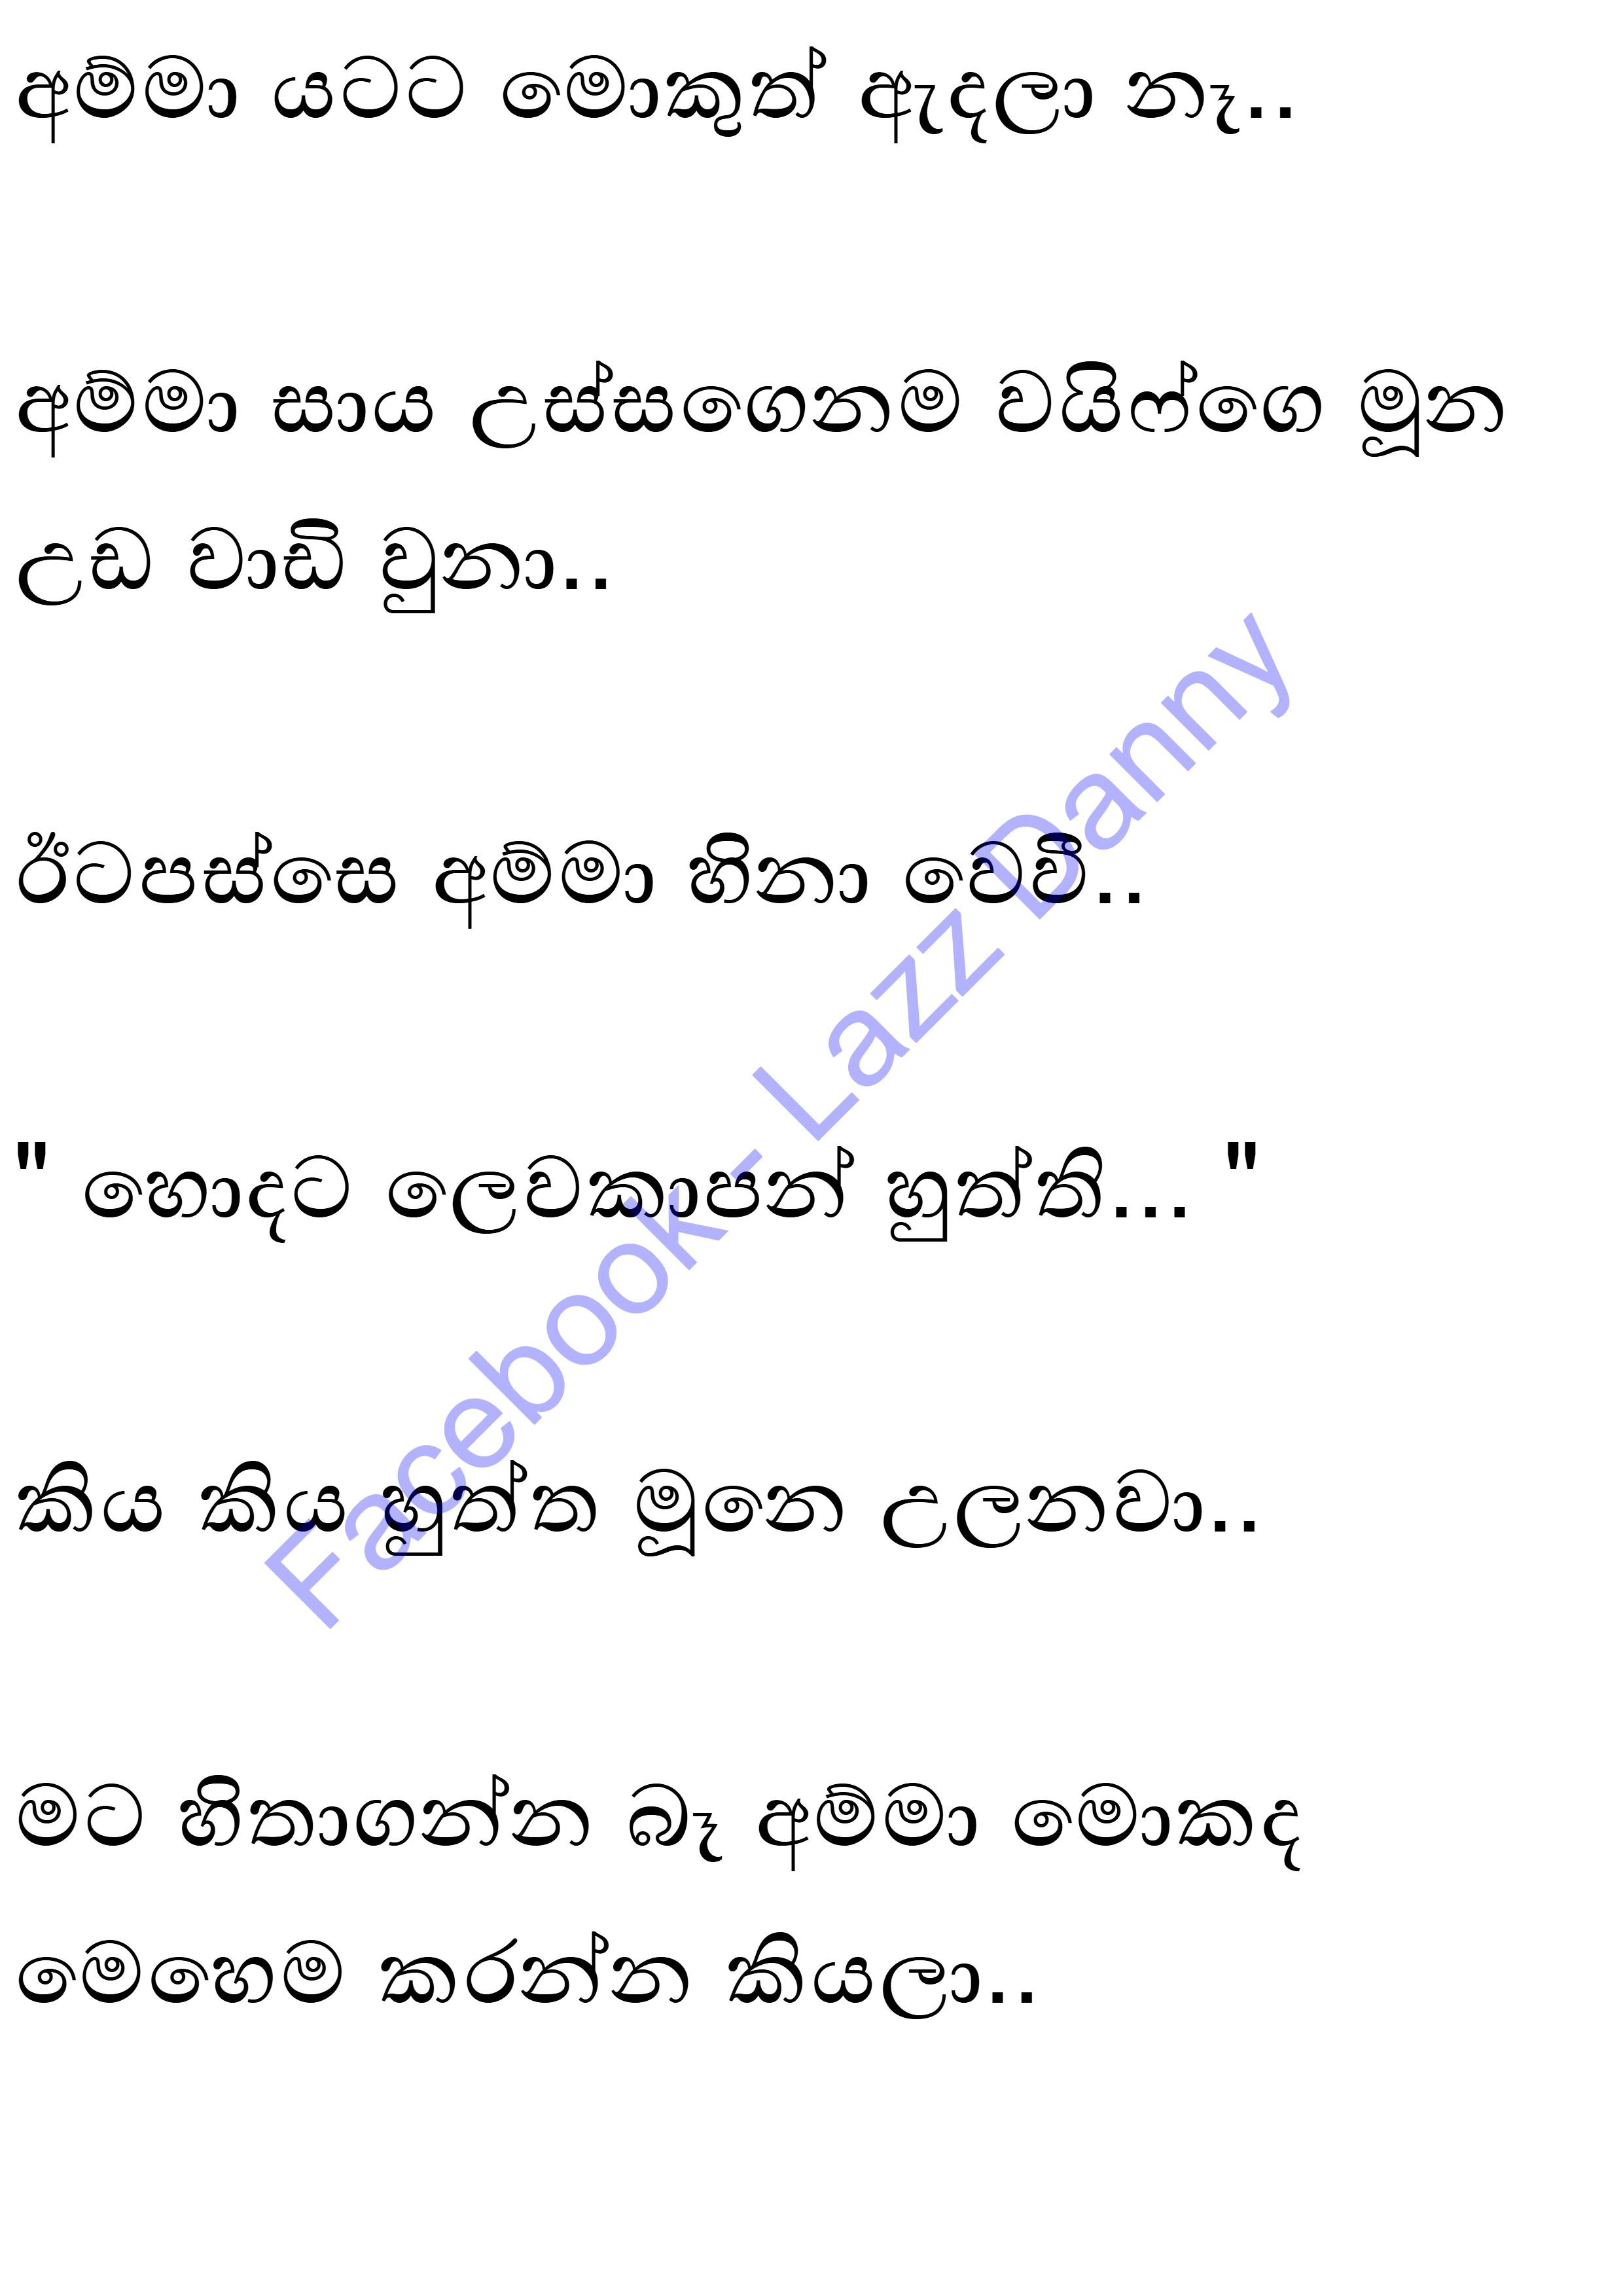 අම්මා යටට මොකුත් ඇදලා නෑ..
අම්මා සාය උස්සගෙනම වයිෆ්ගෙ මූන
උඩ වාඩි වුනා..
ඊටපස්සෙ අම්මා හිනා වෙවී..
" හොදට ලෙවකාපන් හුත්ති... "
කිය කිය හුත්ත මූනෙ උලනවා..
මට හිතාගන්න බෑ අම්මා මොකද
මෙහෙම කරන්න කියලා..
Facebook - Lazz Danny